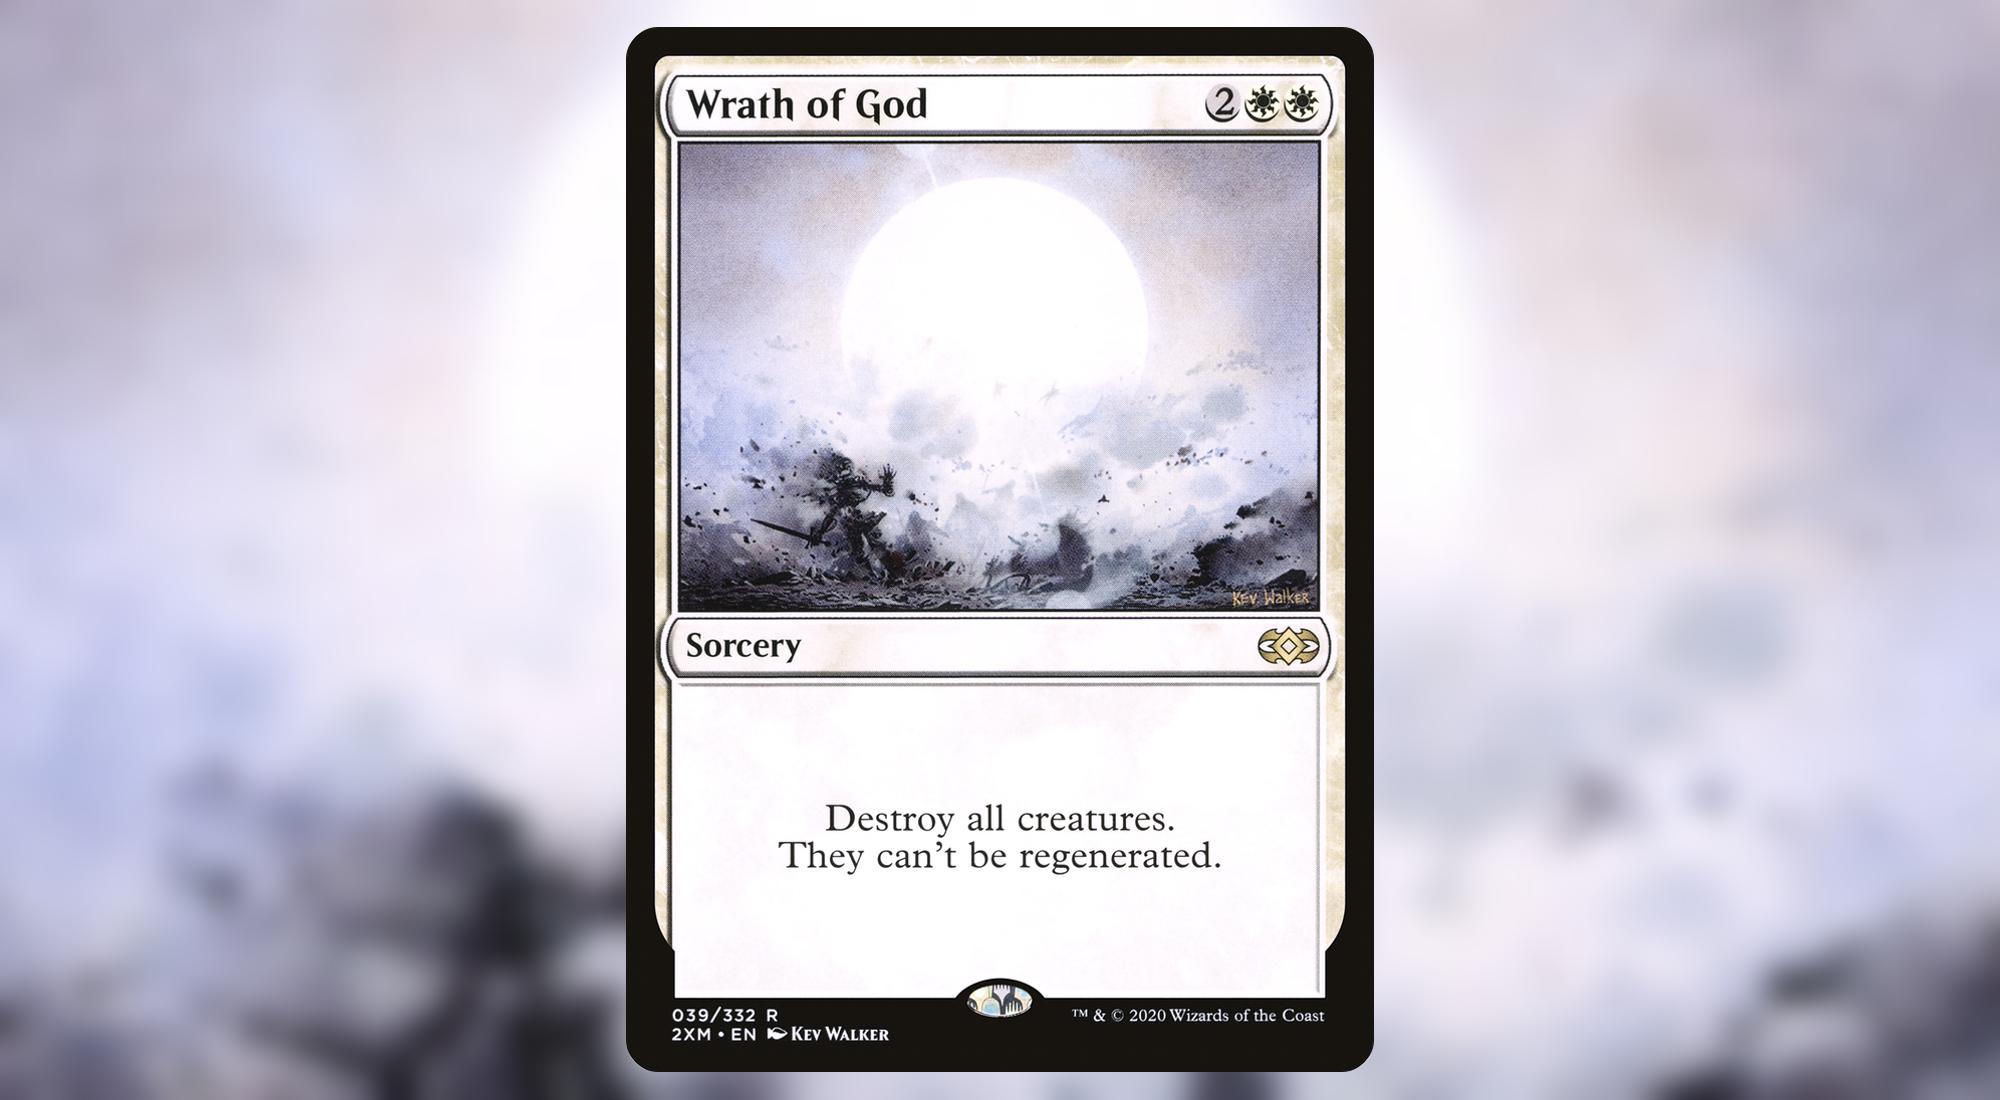 Wrath of God 2
KEV WALKER
Sorcery
Destroy all creatures.
They can't be regenerated.
039/332 R
™ & © 2020 Wizards of the Coast
2XM • EN KEV WALKER